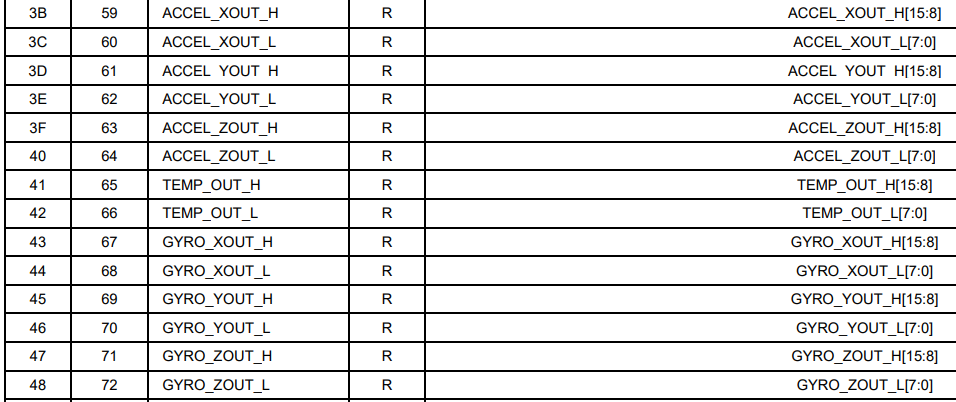 3B 59 ACCEL_XOUT_H R ACCEL_XOUT_H[15:8]
3C 60 ACCEL_XOUT_L R ACCEL_XOUT_L[7:0]
3D 61 ACCEL_YOUT_H R ACCEL_YOUT_H[15:8]
3E 62 ACCEL_YOUT_L R ACCEL_YOUT_L[7:0]
3F 63 ACCEL_ZOUT_H R ACCEL_ZOUT_H[15:8]
40 64 ACCEL_ZOUT_L R ACCEL_ZOUT_L[7:0]
41 65 TEMP_OUT_H R TEMP_OUT_H[15:8]
42 66 TEMP_OUT_L R TEMP_OUT_L[7:0]
43 67 GYRO_XOUT_H R GYRO_XOUT_H[15:8]
44 68 GYRO_XOUT_L R GYRO_XOUT_L[7:0]
45 69 GYRO_YOUT_H R GYRO_YOUT_H[15:8]
46 70 GYRO_YOUT_L R GYRO_YOUT_L[7:0]
47 71 GYRO_ZOUT_H R GYRO_ZOUT_H[15:8]
48 72 GYRO_ZOUT_L R GYRO_ZOUT_L[7:0]